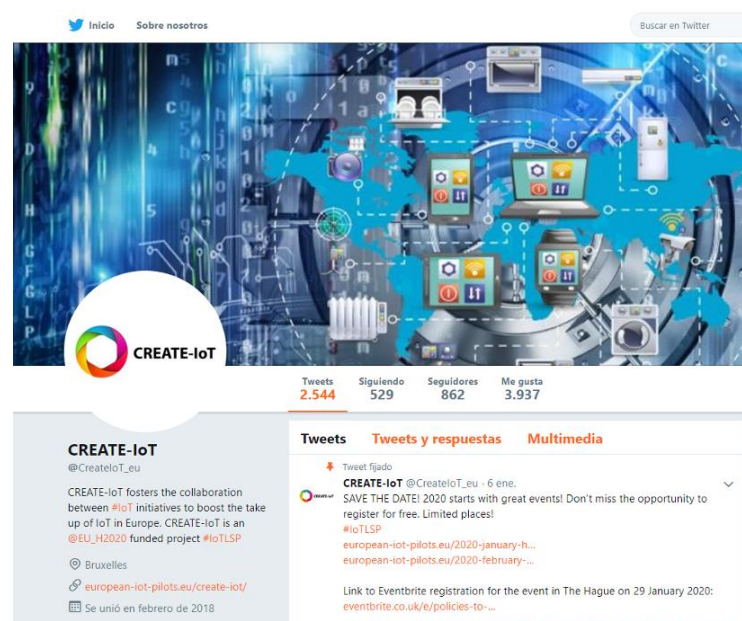 Inicio
Sobre nosotros
Buscar en Twitter
CREATE-IoT
Tweets
Siguiendo
Seguidores
Me gusta
2.544
529
862
3.937
CREATE-IoT
@CreateIoT_eu
CREATE-IoT fosters the collaboration
between #IoT initiatives to boost the take
up of IoT in Europe. CREATE-IoT is an
@EU_H2020 funded project #IoTLSP
Bruxelles
european-iot-pilots.eu/create-iot/
Se unió en febrero de 2018
Tweets
Tweets y respuestas
Multimedia
Tweet fijado
CREATE-IoT @CreateIoT_eu · 6 ene.
SAVE THE DATE! 2020 starts with great events! Don't miss the opportunity to
register for free. Limited places!
#IoTLSP
european-iot-pilots.eu/2020-january-h...
european-iot-pilots.eu/2020-february-...
Link to Eventbrite registration for the event in The Hague on 29 January 2020:
eventbrite.co.uk/e/policies-to-...